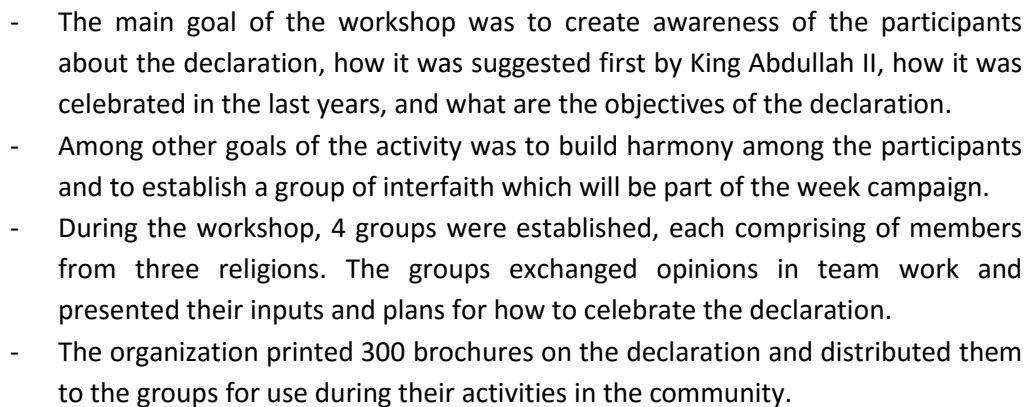 - The main goal of the workshop was to create awareness of the participants
about the declaration, how it was suggested first by King Abdullah II, how it was
celebrated in the last years, and what are the objectives of the declaration.
- Among other goals of the activity was to build harmony among the participants
and to establish a group of interfaith which will be part of the week campaign.
- During the workshop, 4 groups were established, each comprising of members
from three religions. The groups exchanged opinions in team work and
presented their inputs and plans for how to celebrate the declaration.
- The organization printed 300 brochures on the declaration and distributed them
to the groups for use during their activities in the community.